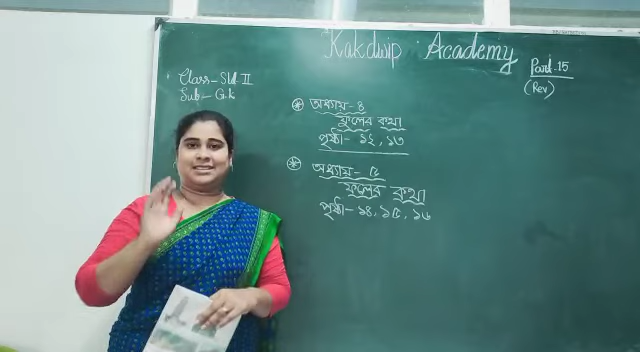 Kakdwip Academy
Part-15
(Rev)
Class - Std. II
Sub - G.k
অধ্যায় - ৪
ফুলের কথা
পৃষ্ঠা - ১২, ১৩
অধ্যায় - ৫
ফলের কথা
পৃষ্ঠা - ১৪, ১৫, ১৬